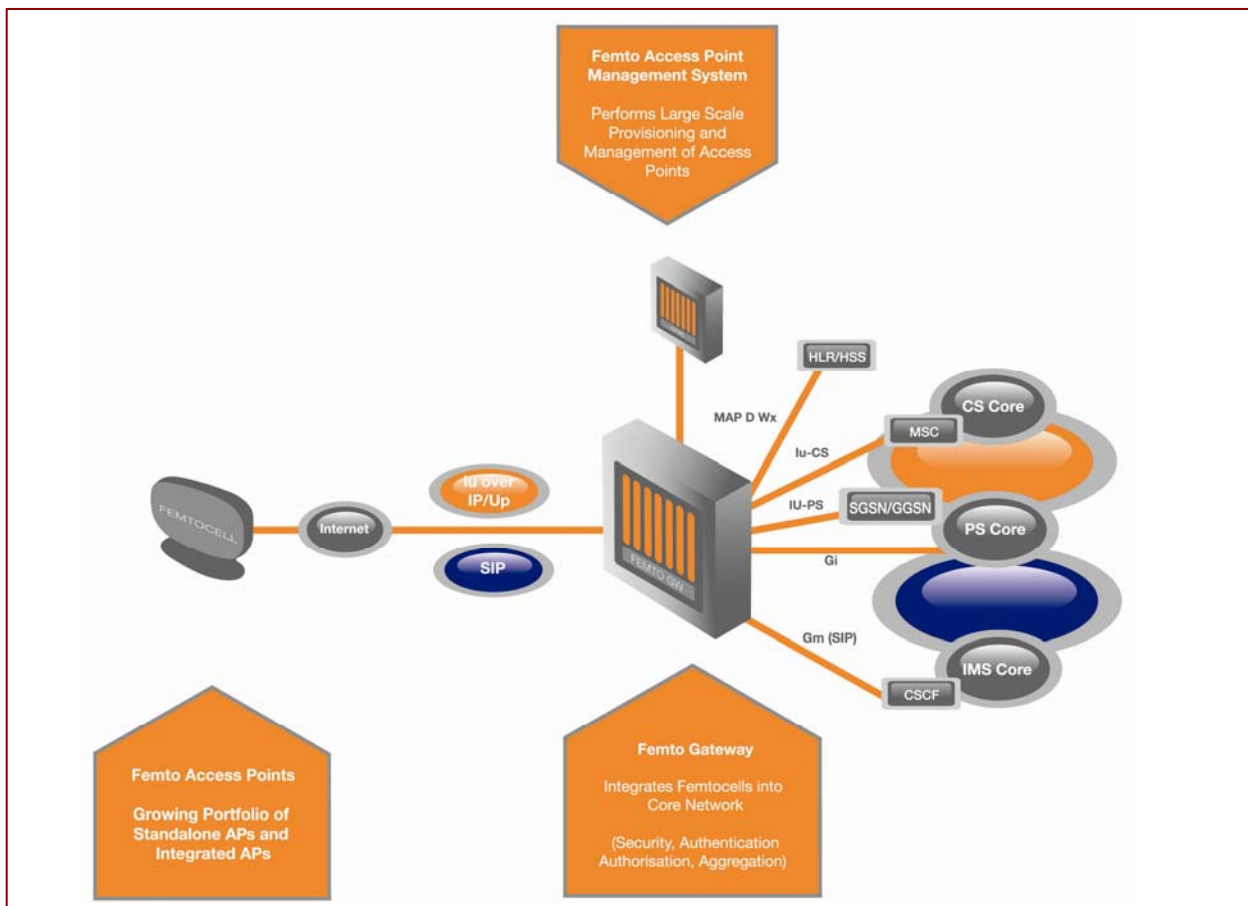 Femto Access Point
Management System
Performs Large Scale
Provisioning and
Management of Access
Points
HLR/HSS
MAP D Wx
CS Core
MSC
Iu-CS
Iu over
IP/Up
IU-PS
SGSN/GGSN
PS Core
FEMTOCELL
Internet
Gi
SIP
FEMTO GW
Gm (SIP)
IMS Core
CSCF
Femto Access Points
Growing Portfolio of
Standalone APs and
Integrated APs
Femto Gateway
Integrates Femtocells into
Core Network
(Security, Authentication
Authorisation, Aggregation)